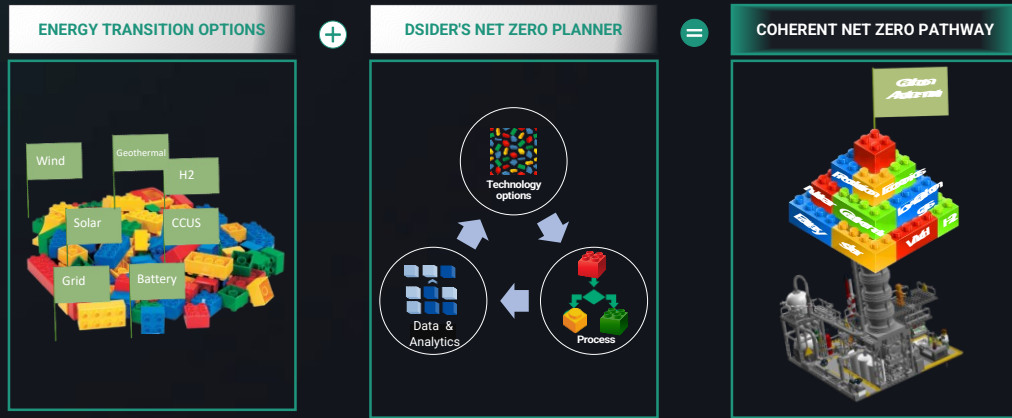 ENERGY TRANSITION OPTIONS
+
DSIDER'S NET ZERO PLANNER
=
COHERENT NET ZERO PATHWAY
Wind
Geothermal
H2
Solar
CCUS
Grid
Battery
Technology
options
Data &
Analytics
Process
H2